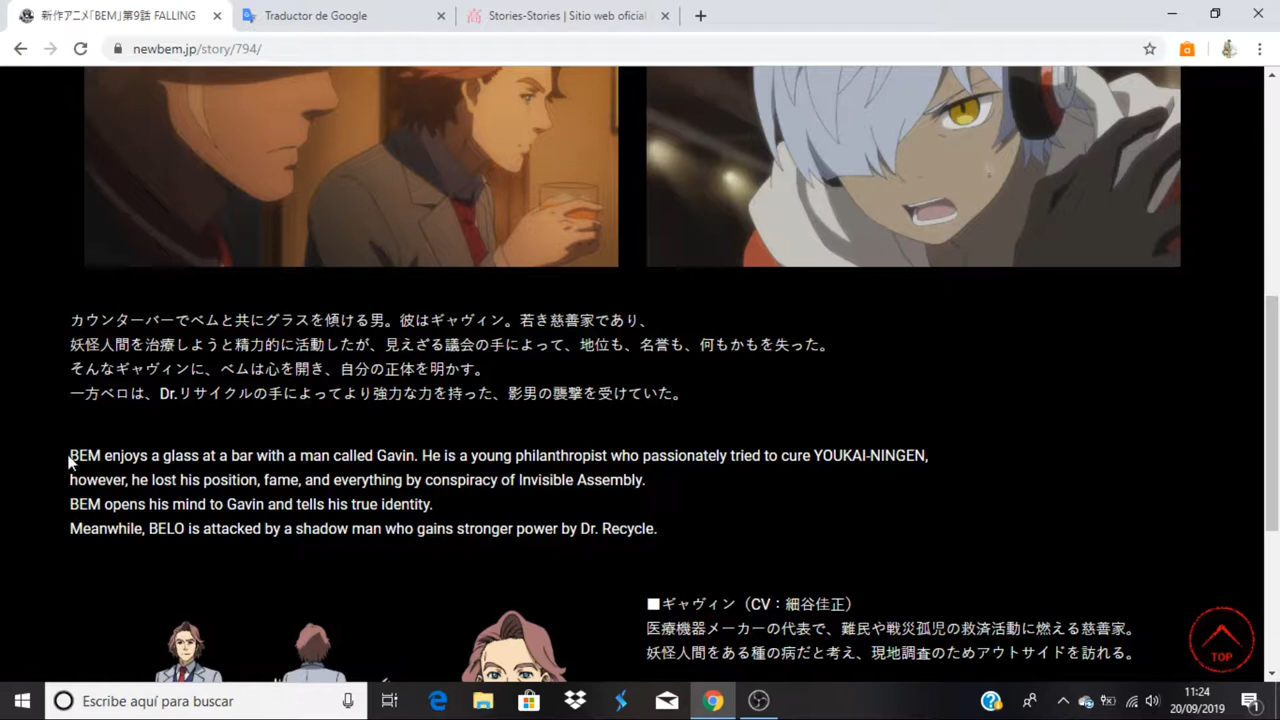 新作アニメ「BEM」第9話 FALLING
Traductor de Google
Stories-Stories | Sitio web oficial
newbem.jp/story/794/
カウンターバーでベムと共にグラスを傾ける男。彼はギャヴィン。若き慈善家であり、
妖怪人間を治療しようと精力的に活動したが、見えざる議会の手によって、地位も、名誉も、何もかもを失った。
そんなギャヴィンに、ベムは心を開き、自分の正体を明かす。
一方ベロは、Dr.リサイクルの手によってより強力な力を持った、影男の襲撃を受けていた。
BEM enjoys a glass at a bar with a man called Gavin. He is a young philanthropist who passionately tried to cure YOUKAI-NINGEN,
however, he lost his position, fame, and everything by conspiracy of Invisible Assembly.
BEM opens his mind to Gavin and tells his true identity.
Meanwhile, BELO is attacked by a shadow man who gains stronger power by Dr. Recycle.
■ギャヴィン（CV：細谷佳正）
医療機器メーカーの代表で、難民や戦災孤児の救済活動に燃える慈善家。
妖怪人間をある種の病だと考え、現地調査のためアウトサイドを訪れる。
TOP
Escribe aquí para buscar
11:24
20/09/2019
1